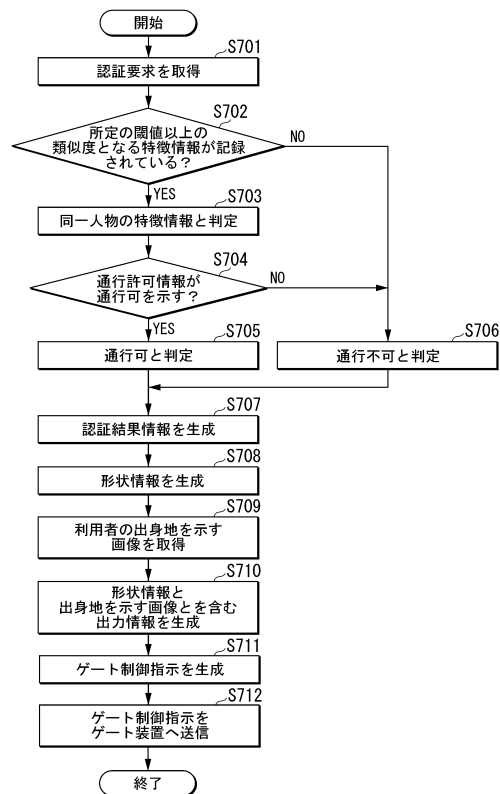 開始
S701
認証要求を取得
S702
所定の閾値以上の
類似度となる特徴情報が記録
されている？
NO
YES
S703
同一人物の特徴情報と判定
S704
通行許可情報が
通行可を示す？
NO
YES
S705
通行可と判定
S706
通行不可と判定
S707
認証結果情報を生成
S708
形状情報を生成
S709
利用者の出身地を示す
画像を取得
S710
形状情報と
出身地を示す画像とを含む
出力情報を生成
S711
ゲート制御指示を生成
S712
ゲート制御指示を
ゲート装置へ送信
終了